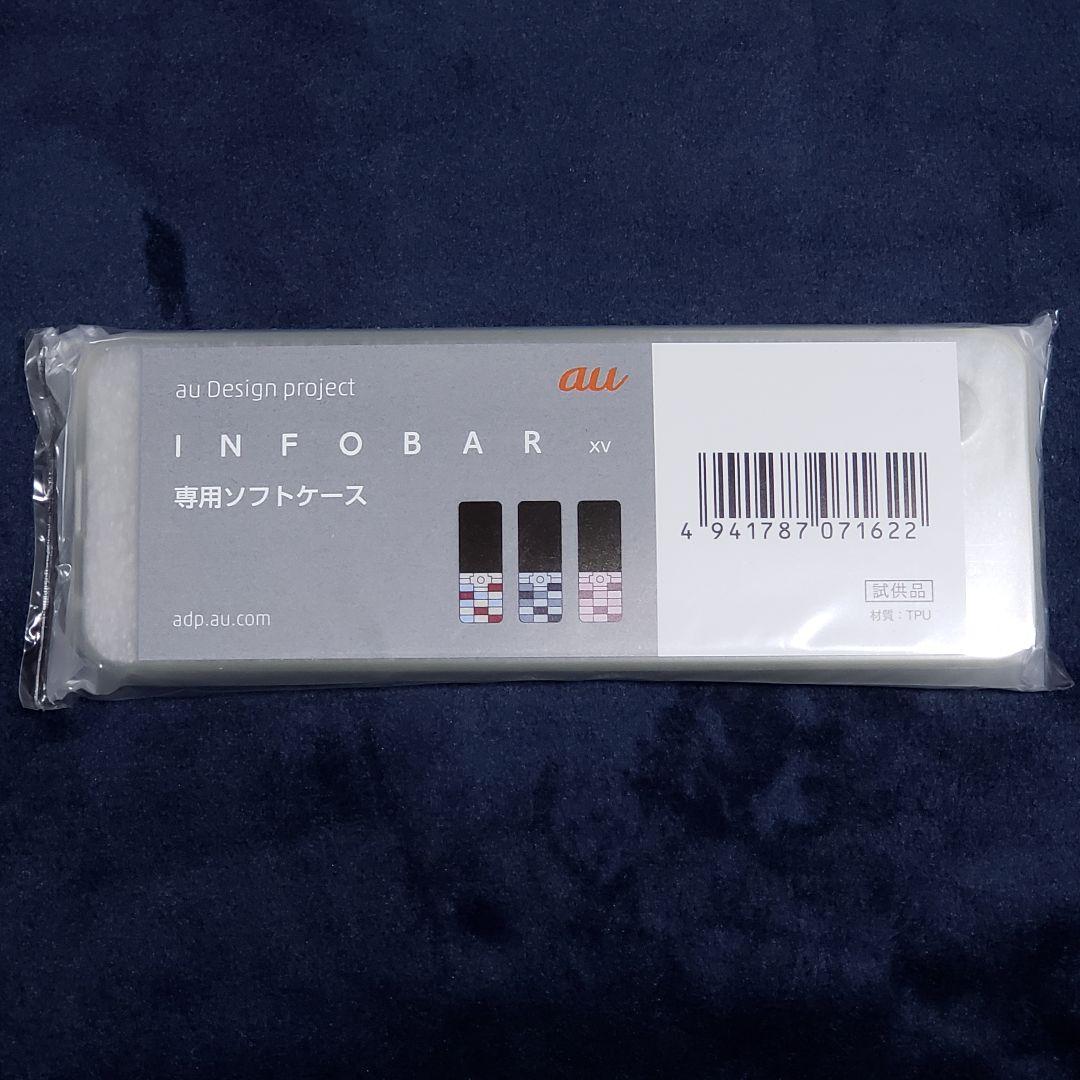 au Design project
au
INFOBAR xv
専用ソフトケース
adp.au.com
4 941787 071622
試供品
材質：TPU